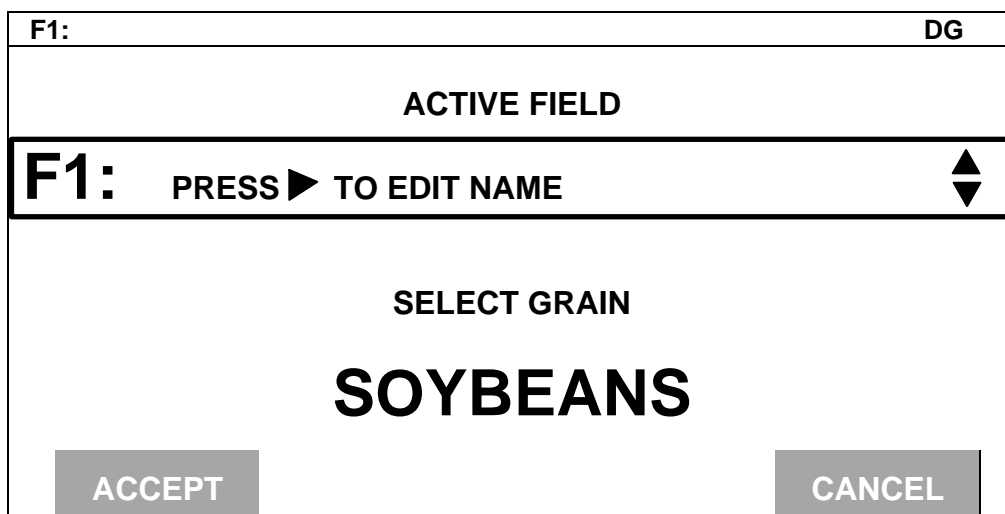 F1: DG
ACTIVE FIELD
F1: PRESS ▶ TO EDIT NAME
SELECT GRAIN
SOYBEANS
ACCEPT CANCEL